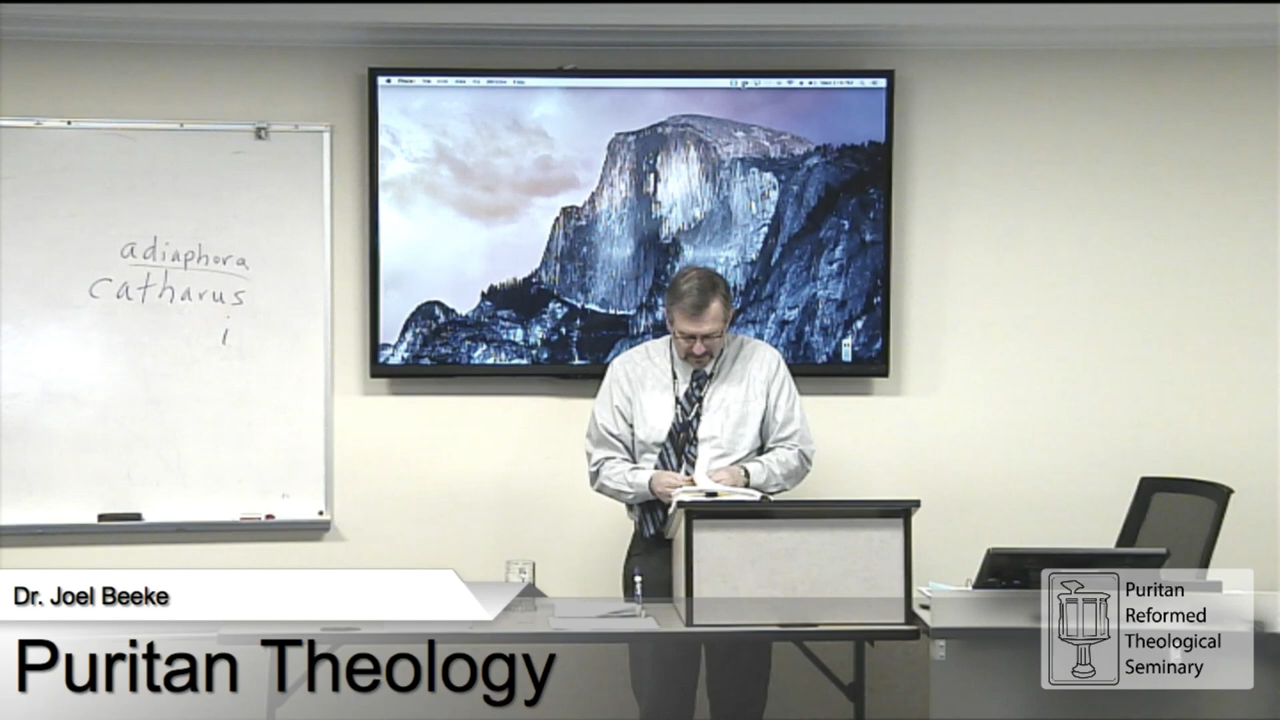 adiaphora
catharus
i
Dr. Joel Beeke
Puritan Theology
Puritan
Reformed
Theological
Seminary